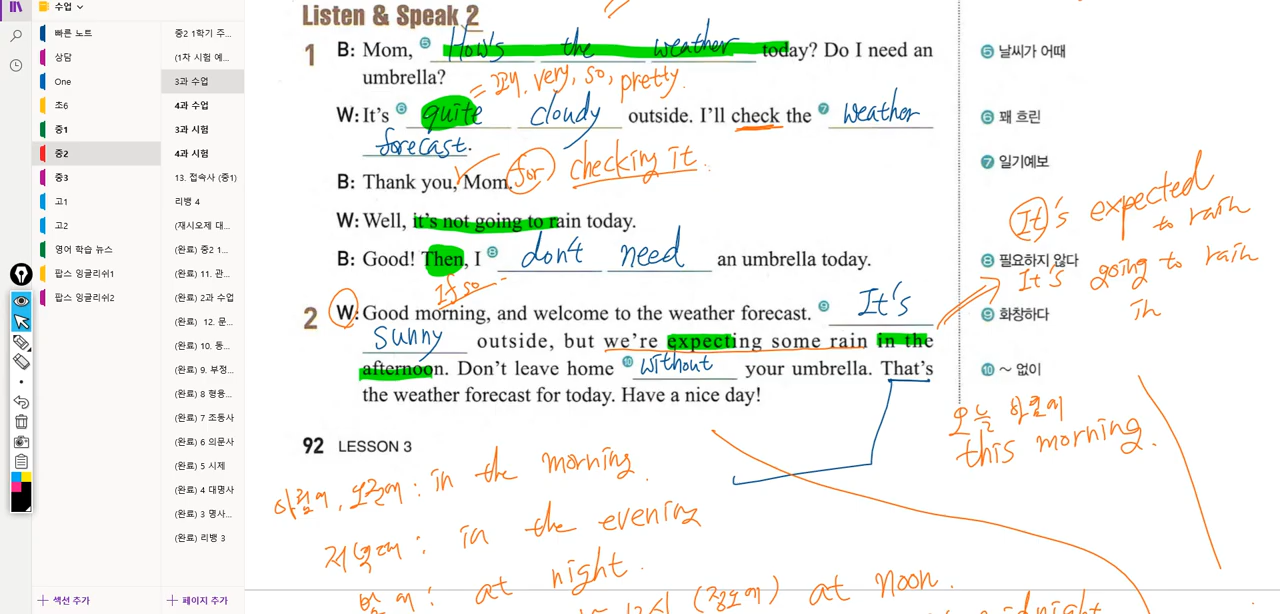 수업
빠른 노트
상담
One
초6
중1
중2
중3
고1
고2
영어 학습 뉴스
팝스 잉글리쉬1
팝스 잉글리쉬2
섹션 추가
중2 1학기 주...
(1차 시험 예...
3과 수업
4과 수업
3과 시험
4과 시험
13. 접속사 (중1)
리뱅 4
(재시오제 대...
(완료) 중2 1...
(완료) 11. 관...
(완료) 2과 수업
(완료) 12. 문...
(완료) 10. 동...
(완료) 9. 부정...
(완료) 8 형용...
(완료) 7 조동사
(완료) 6 의문사
(완료) 5 시제
(완료) 4 대명사
(완료) 3 명사...
(완료) 리뱅 3
페이지 추가
Listen & Speak 2
1 B: Mom, ⑤ How's the weather today? Do I need an
umbrella?
= 꽤, very, so, pretty
W: It's ⑥ quite cloudy outside. I'll check the ⑦ weather
forecast.
B: Thank you, Mom. for checking it.
W: Well, it's not going to rain today.
B: Good! Then, I ⑧ don't need an umbrella today.
If so
2 W: Good morning, and welcome to the weather forecast. ⑨ It's
sunny outside, but we're expecting some rain in the
afternoon. Don't leave home ⑩ without your umbrella. That's
the weather forecast for today. Have a nice day!
92 LESSON 3
⑤ 날씨가 어때
⑥ 꽤 흐린
⑦ 일기예보
It's expected
to rain
⑧ 필요하지 않다
It's going to rain
in
⑨ 화창하다
⑩ ~ 없이
오늘 아침에
this morning.
아침에, 오전에 : in the morning.
저녁에 : in the evening
밤에 : at night.
(정오에) at noon.
midnight